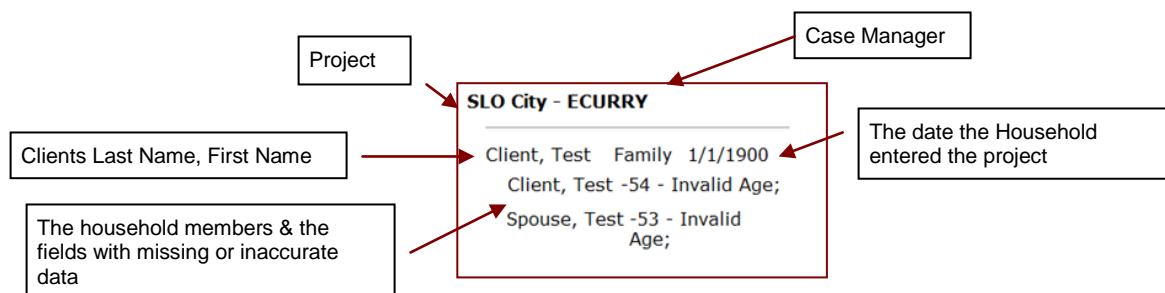 Case Manager
Project
SLO City - ECURRY
Clients Last Name, First Name
Client, Test Family 1/1/1900
The date the Household
entered the project
Client, Test -54 - Invalid Age;
Spouse, Test -53 - Invalid
Age;
The household members & the
fields with missing or inaccurate
data